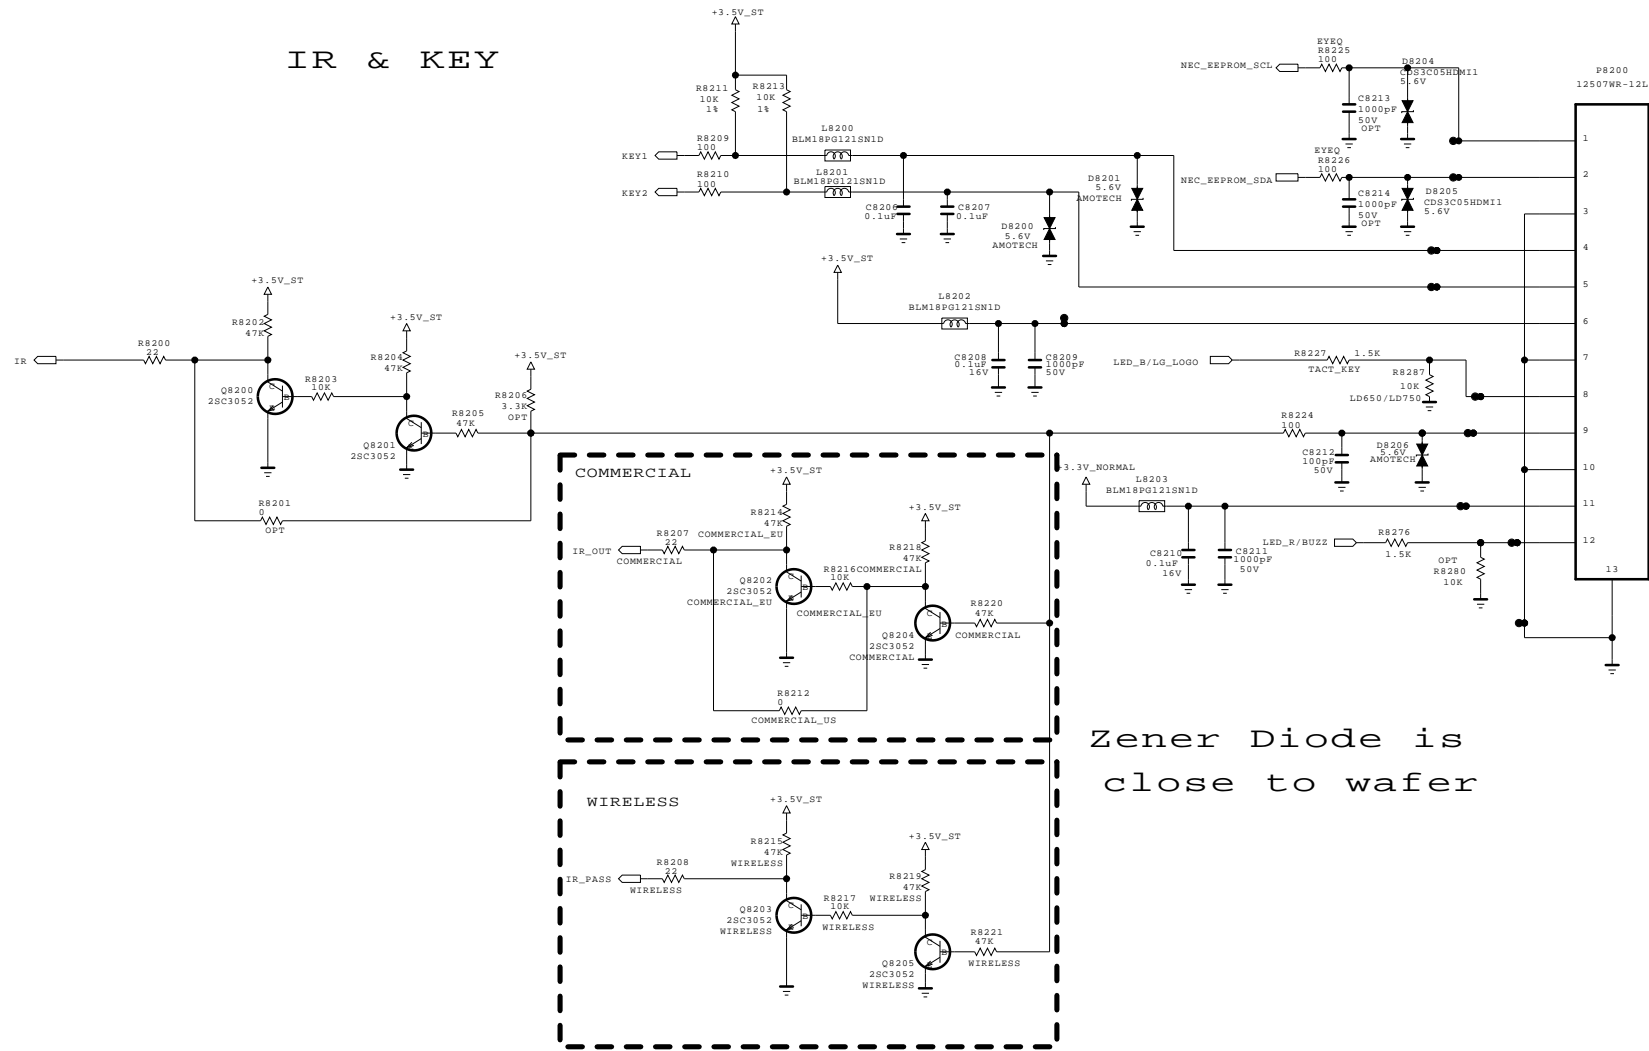 IR & KEY
+3.5V_ST
R8211
10K
1%
R8213
10K
1%
L8200
BLM18PG121SN1D
R8209
100
KEY1
R8210
100
KEY2
L8201
BLM18PG121SN1D
C8206
0.1uF
C8207
0.1uF
D8200
5.6V
AMOTECH
D8201
5.6V
AMOTECH
EYEQ
R8225
100
NEC_EEPROM_SCL
D8204
CDS3C05HDMI1
5.6V
C8213
1000pF
50V
OPT
EYEQ
R8226
100
NEC_EEPROM_SDA
C8214
1000pF
50V
OPT
D8205
CDS3C05HDMI1
5.6V
P8200
12507WR-12L
1
2
3
4
5
6
7
8
9
10
11
12
13
+3.5V_ST
L8202
BLM18PG121SN1D
C8208
0.1uF
16V
C8209
1000pF
50V
LED_B/LG_LOGO
R8227
1.5K
TACT_KEY
R8287
10K
LD650/LD750
R8224
100
C8212
100pF
50V
D8206
5.6V
AMOTECH
+3.3V_NORMAL
L8203
BLM18PG121SN1D
C8210
0.1uF
16V
C8211
1000pF
50V
LED_R/BUZZ
R8276
1.5K
OPT
R8280
10K
+3.5V_ST
R8202
47K
R8200
22
IR
Q8200
2SC3052
C
B
E
R8203
10K
+3.5V_ST
R8204
47K
Q8201
2SC3052
C
B
E
R8205
47K
+3.5V_ST
R8206
3.3K
OPT
R8201
0
OPT
COMMERCIAL
+3.5V_ST
R8214
47K
COMMERCIAL_EU
R8207
22
IR_OUT
COMMERCIAL
Q8202
2SC3052
COMMERCIAL_EU
C
B
E
R8216
10K
COMMERCIAL_EU
+3.5V_ST
R8218
47K
COMMERCIAL
Q8204
2SC3052
COMMERCIAL
C
B
E
R8220
47K
COMMERCIAL
R8212
0
COMMERCIAL_US
Zener Diode is
close to wafer
WIRELESS
+3.5V_ST
R8215
47K
WIRELESS
R8208
22
IR_PASS
WIRELESS
Q8203
2SC3052
WIRELESS
C
B
E
R8217
10K
WIRELESS
+3.5V_ST
R8219
47K
WIRELESS
Q8205
2SC3052
WIRELESS
C
B
E
R8221
47K
WIRELESS